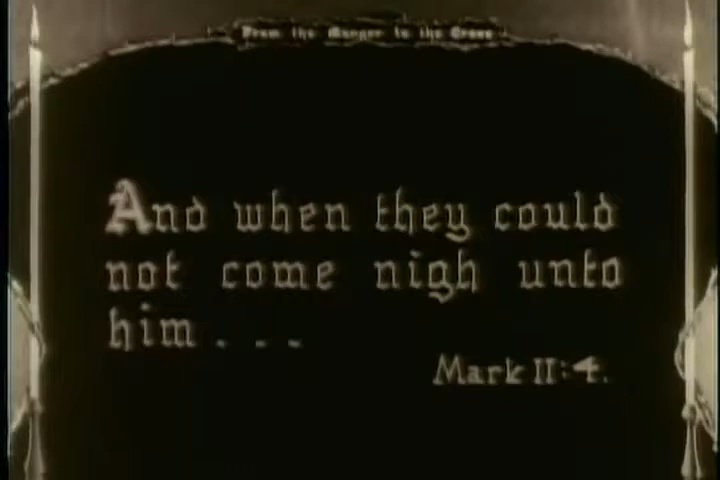 From the Manger to the Cross
And when they could
not come nigh unto
him . . .
Mark II:4.